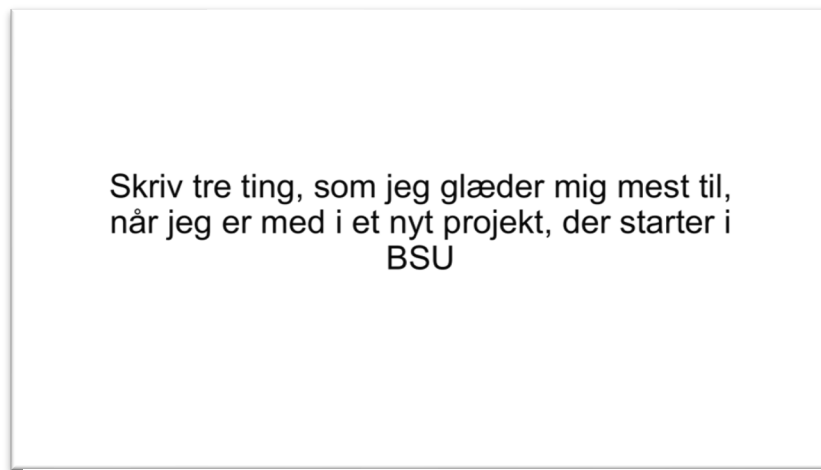 Skriv tre ting, som jeg glæder mig mest til,
når jeg er med i et nyt projekt, der starter i
BSU